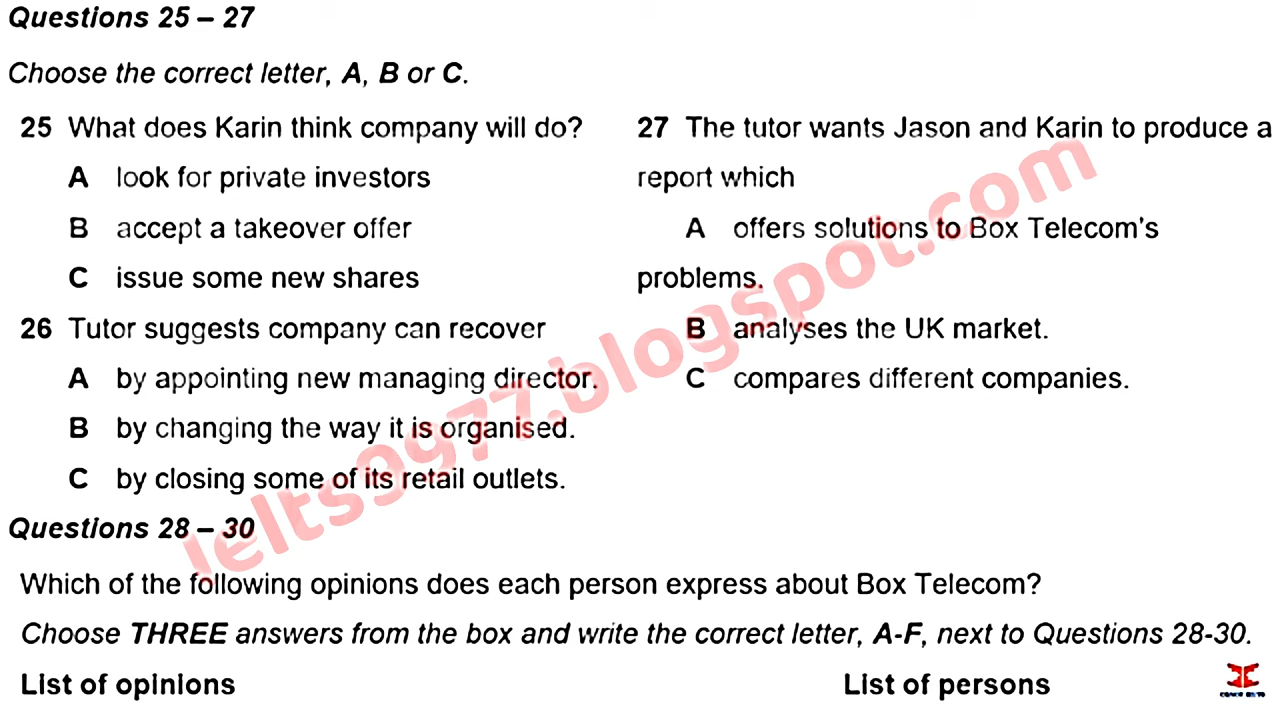 Questions 25 – 27
Choose the correct letter, A, B or C.
25 What does Karin think company will do?
A look for private investors
B accept a takeover offer
C issue some new shares
26 Tutor suggests company can recover
A by appointing new managing director.
B by changing the way it is organised.
C by closing some of its retail outlets.
27 The tutor wants Jason and Karin to produce a
report which
A offers solutions to Box Telecom's
problems.
B analyses the UK market.
C compares different companies.
ielts9977.blogspot.com
Questions 28 – 30
Which of the following opinions does each person express about Box Telecom?
Choose THREE answers from the box and write the correct letter, A-F, next to Questions 28-30.
List of opinions
List of persons